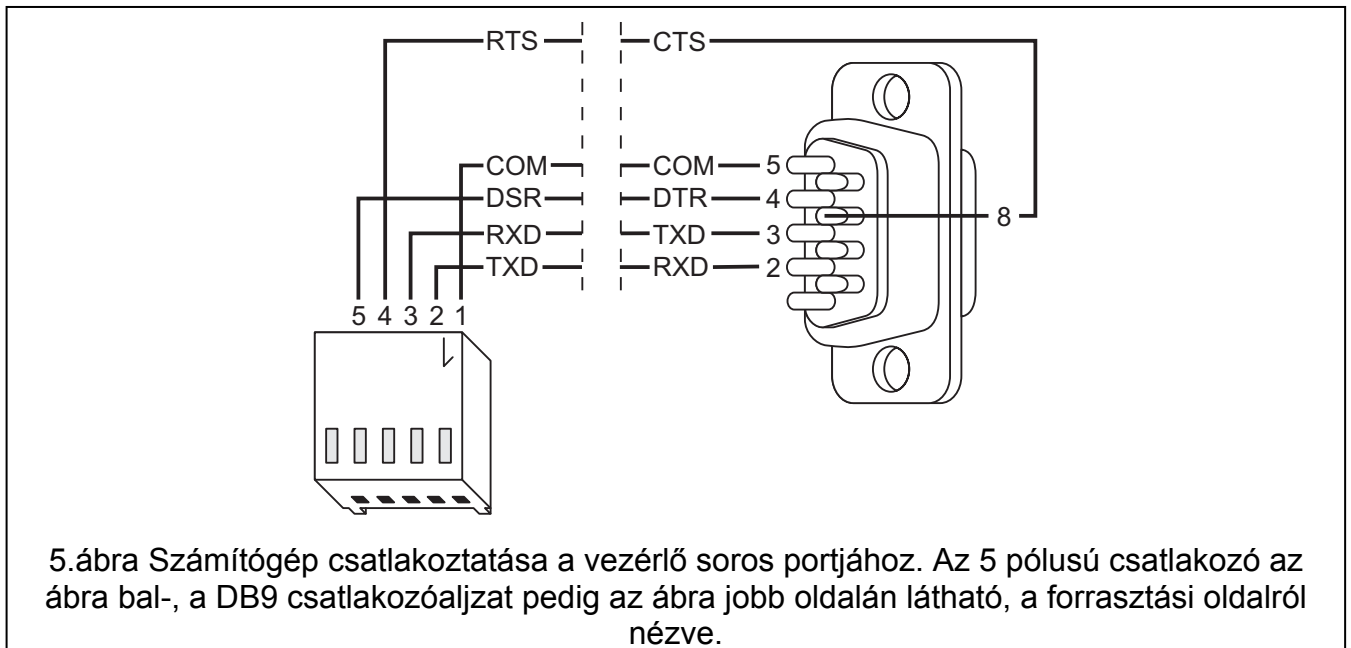 RTS CTS
COM COM 5
DSR DTR 4
8
RXD TXD 3
TXD RXD 2
5 4 3 2 1
5.ábra Számítógép csatlakoztatása a vezérlő soros portjához. Az 5 pólusú csatlakozó az
ábra bal-, a DB9 csatlakozóaljzat pedig az ábra jobb oldalán látható, a forrasztási oldalról
nézve.